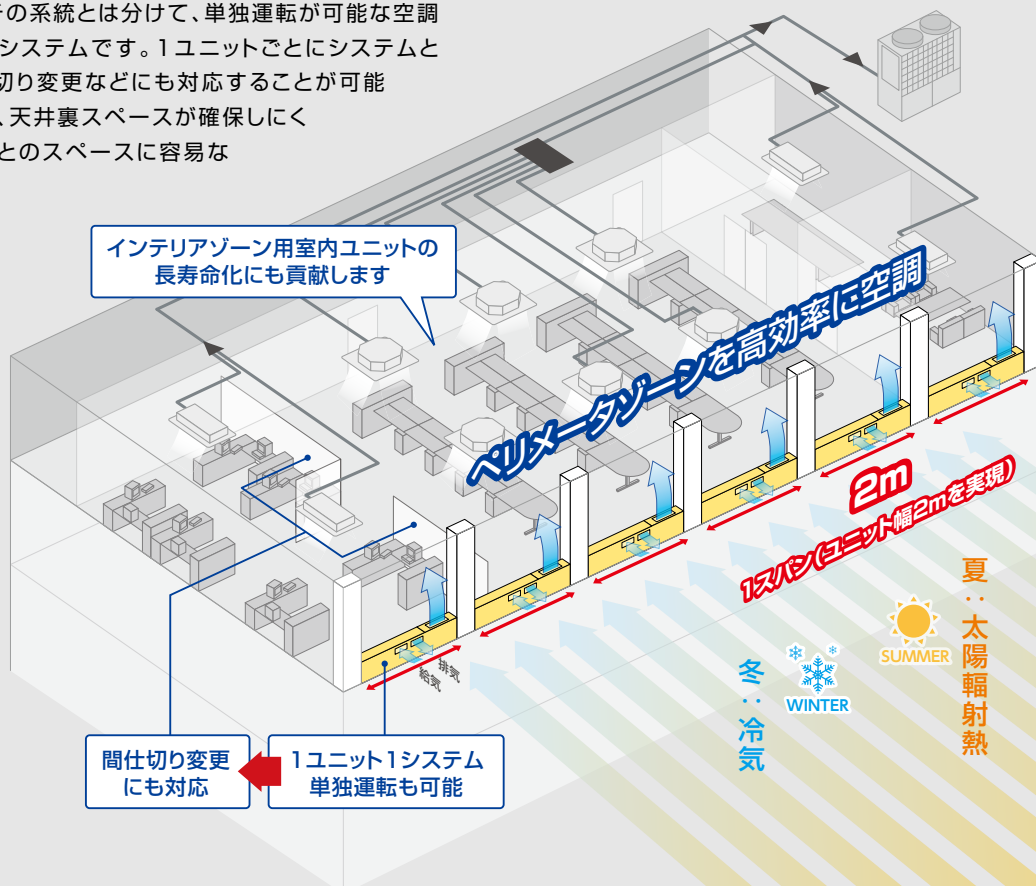 の系統とは分けて、単独運転が可能な空調
システムです。1ユニットごとにシステムと
切り変更などにも対応することが可能
、天井裏スペースが確保しにく
とのスペースに容易な
インテリアゾーン用室内ユニットの
長寿命化にも貢献します
ペリメータゾーンを高効率に空調
2m
1スパン(ユニット幅2mを実現)
夏：太陽輻射熱
SUMMER
冬：冷気
WINTER
排気
給気
間仕切り変更
にも対応
1ユニット1システム
単独運転も可能